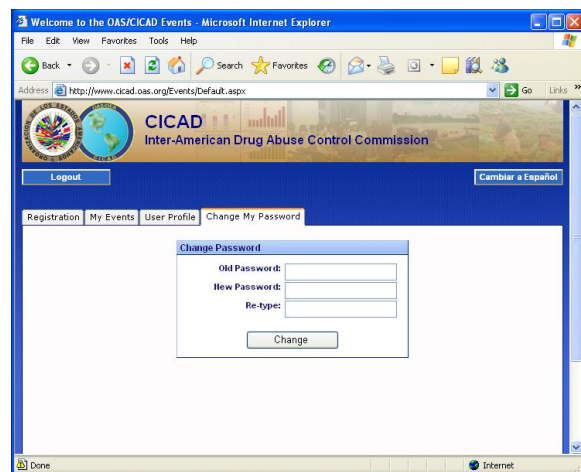 Welcome to the OAS/CICAD Events - Microsoft Internet Explorer
File Edit View Favorites Tools Help
Back Search Favorites
Address http://www.cicad.oas.org/Events/Default.aspx Go Links »
CICAD
Inter-American Drug Abuse Control Commission
Logout Cambiar a Español
Registration My Events User Profile Change My Password
Change Password
Old Password:
New Password:
Re-type:
Change
Done Internet